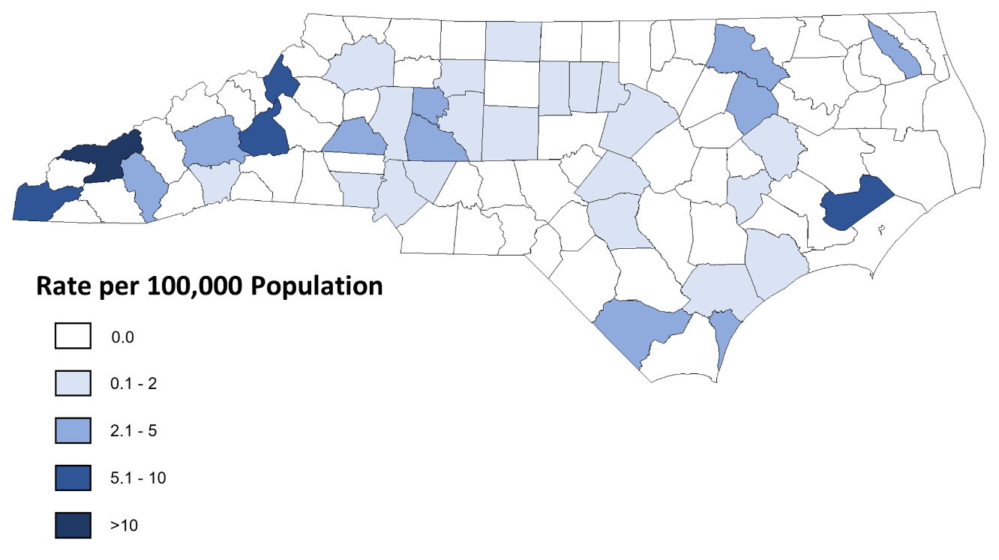 Rate per 100,000 Population
0.0
0.1 - 2
2.1 - 5
5.1 - 10
>10